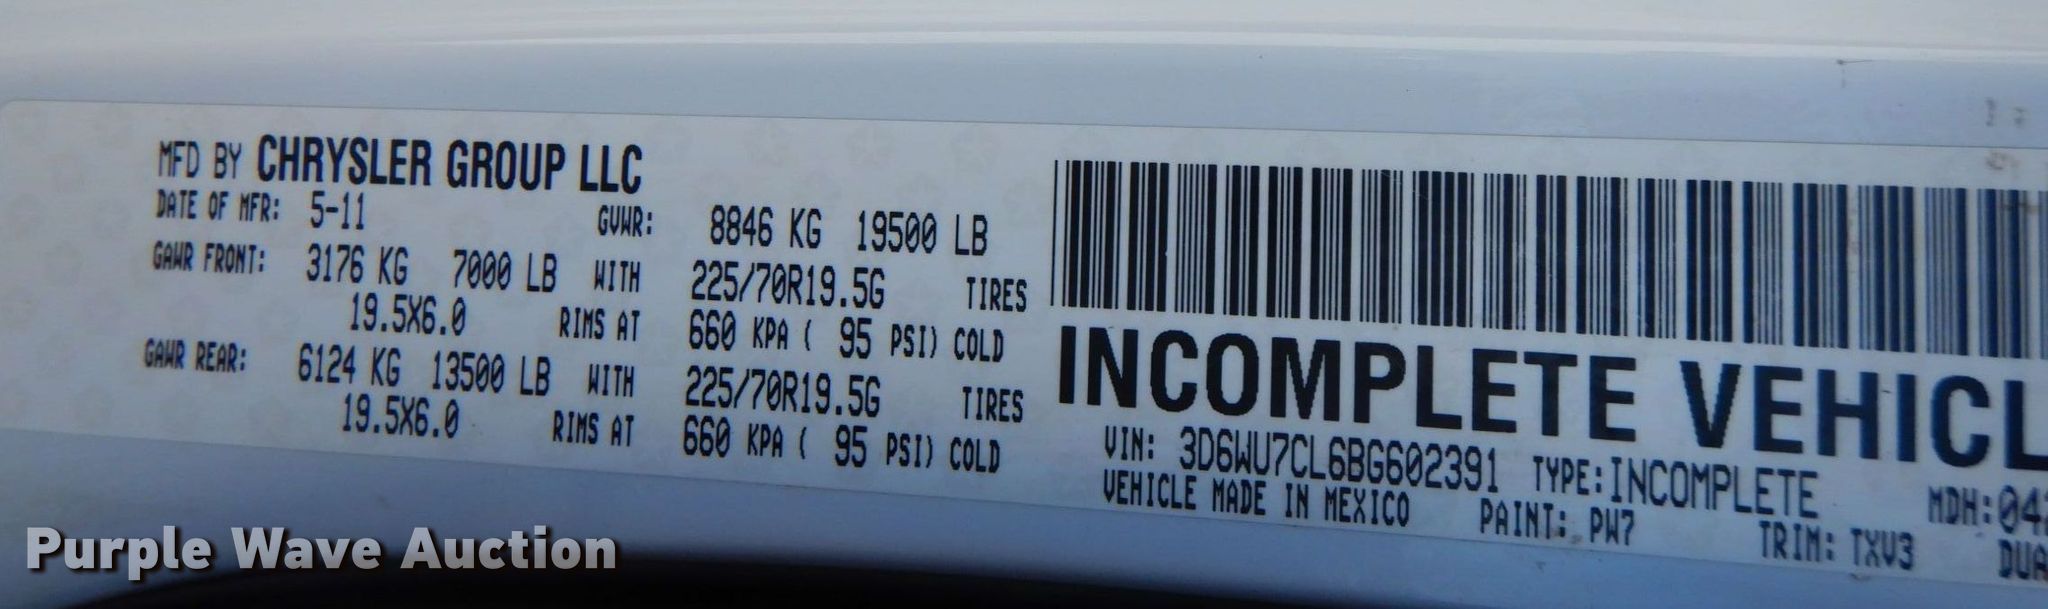 MFD BY CHRYSLER GROUP LLC
DATE OF MFR: 5-11 GVWR: 8846 KG 19500 LB
GAWR FRONT: 3176 KG 7000 LB WITH 225/70R19.5G TIRES
19.5X6.0 RIMS AT 660 KPA ( 95 PSI) COLD
GAWR REAR: 6124 KG 13500 LB WITH 225/70R19.5G TIRES
19.5X6.0 RIMS AT 660 KPA ( 95 PSI) COLD
INCOMPLETE VEHICL
VIN: 3D6WU7CL6BG602391 TYPE: INCOMPLETE MDH: 04
VEHICLE MADE IN MEXICO PAINT: PW7 TRIM: TXV3 DUA
Purple Wave Auction